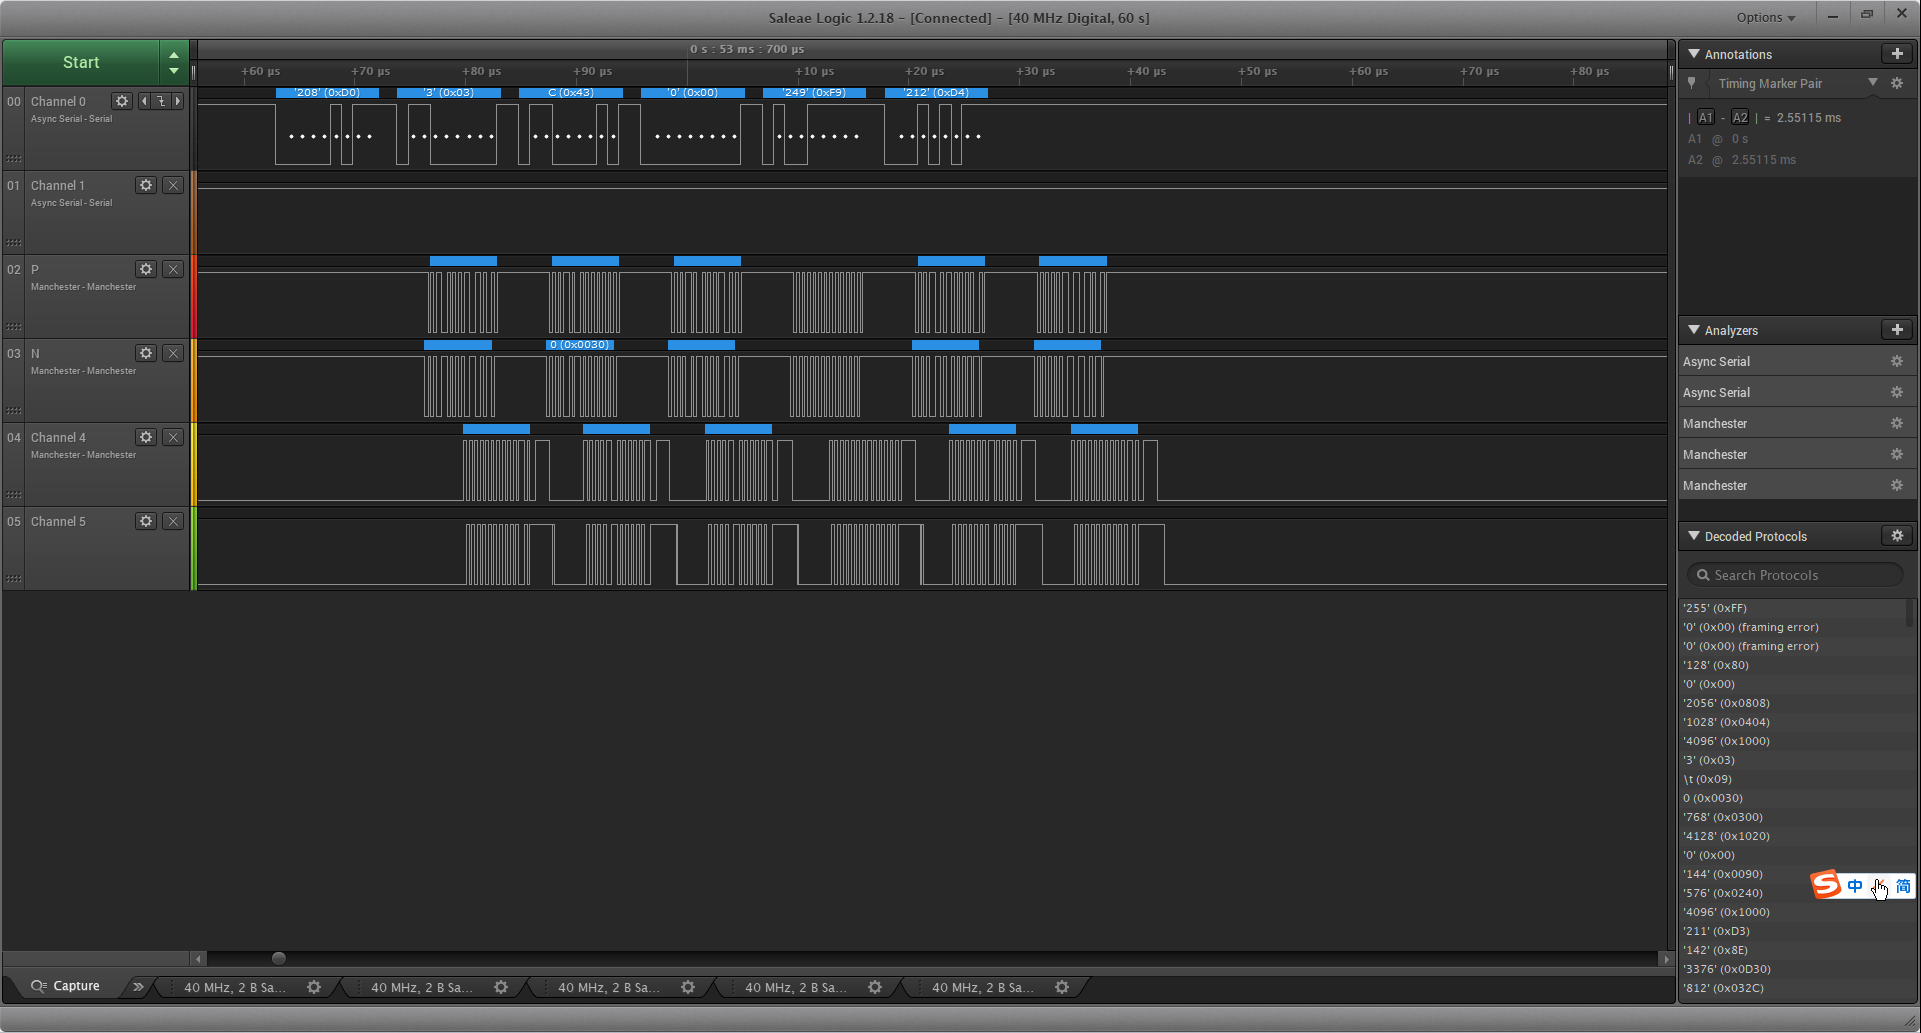 Saleae Logic 1.2.18 - [Connected] - [40 MHz Digital, 60 s]
Options
Start
0 s : 53 ms : 700 µs
+60 µs +70 µs +80 µs +90 µs +10 µs +20 µs +30 µs +40 µs +50 µs +60 µs +70 µs +80 µs
00 Channel 0
Async Serial - Serial
'208' (0xD0) '3' (0x03) C (0x43) '0' (0x00) '249' (0xF9) '212' (0xD4)
01 Channel 1
Async Serial - Serial
02 P
Manchester - Manchester
03 N
Manchester - Manchester
0 (0x0030)
04 Channel 4
Manchester - Manchester
05 Channel 5
Annotations
Timing Marker Pair
| A1 - A2 | = 2.55115 ms
A1 @ 0 s
A2 @ 2.55115 ms
Analyzers
Async Serial
Async Serial
Manchester
Manchester
Manchester
Decoded Protocols
Search Protocols
'255' (0xFF)
'0' (0x00) (framing error)
'0' (0x00) (framing error)
'128' (0x80)
'0' (0x00)
'2056' (0x0808)
'1028' (0x0404)
'4096' (0x1000)
'3' (0x03)
\t (0x09)
0 (0x0030)
'768' (0x0300)
'4128' (0x1020)
'0' (0x00)
'144' (0x0090)
'576' (0x0240)
'4096' (0x1000)
'211' (0xD3)
'142' (0x8E)
'3376' (0x0D30)
'812' (0x032C)
S 中 简
Capture
40 MHz, 2 B Sa...
40 MHz, 2 B Sa...
40 MHz, 2 B Sa...
40 MHz, 2 B Sa...
40 MHz, 2 B Sa...